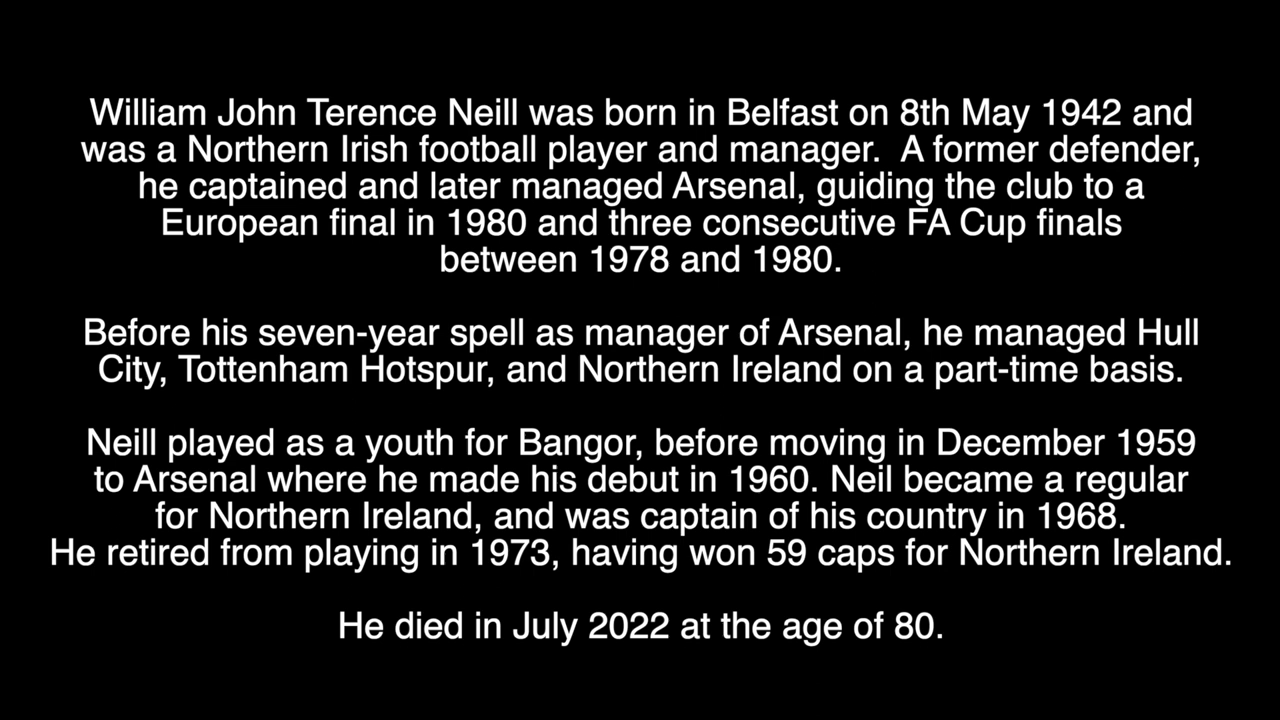 William John Terence Neill was born in Belfast on 8th May 1942 and
was a Northern Irish football player and manager.  A former defender,
he captained and later managed Arsenal, guiding the club to a
European final in 1980 and three consecutive FA Cup finals
between 1978 and 1980.
Before his seven-year spell as manager of Arsenal, he managed Hull
City, Tottenham Hotspur, and Northern Ireland on a part-time basis.
Neill played as a youth for Bangor, before moving in December 1959
to Arsenal where he made his debut in 1960. Neil became a regular
for Northern Ireland, and was captain of his country in 1968.
He retired from playing in 1973, having won 59 caps for Northern Ireland.
He died in July 2022 at the age of 80.